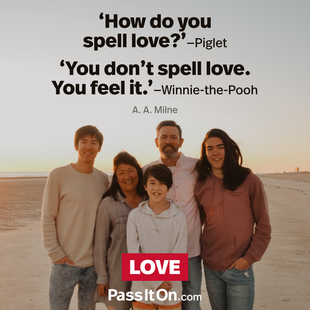 ‘How do you
spell love?’–Piglet
‘You don’t spell love.
You feel it.’–Winnie-the-Pooh
A. A. Milne
LOVE
PassItOn.com